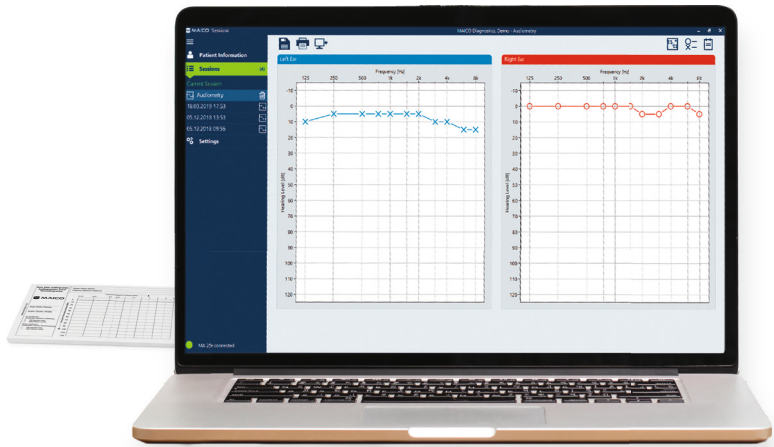 MAICO Sessions
MAICO Diagnostics, Demo - Audiometry
Patient Information
Sessions (4)
Current Session
Audiometry
18.03.2019 17:53
05.12.2018 13:53
05.12.2018 09:56
Settings
MA 25e connected
Left Ear
Frequency [Hz]
125 250 500 1k 2k 4k 8k
Hearing Level [dB]
-10
0
10
20
30
40
50
60
70
80
90
100
110
120
Right Ear
Frequency [Hz]
125 250 500 1k 2k 4k 8k
Hearing Level [dB]
-10
0
10
20
30
40
50
60
70
80
90
100
110
120
MAICO